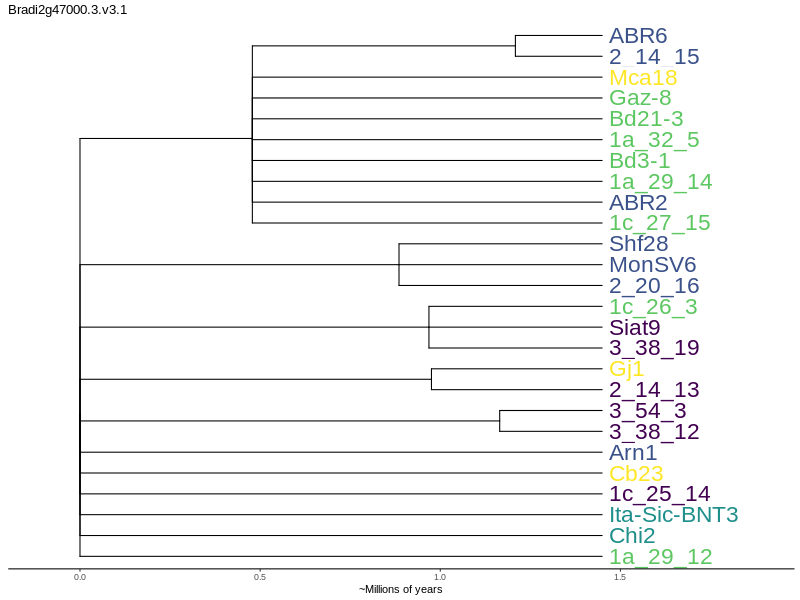 Bradi2g47000.3.v3.1
ABR6
2_14_15
Mca18
Gaz-8
Bd21-3
1a_32_5
Bd3-1
1a_29_14
ABR2
1c_27_15
Shf28
MonSV6
2_20_16
1c_26_3
Siat9
3_38_19
Gj1
2_14_13
3_54_3
3_38_12
Arn1
Cb23
1c_25_14
Ita-Sic-BNT3
Chi2
1a_29_12
0.0 0.5 1.0 1.5
~Millions of years